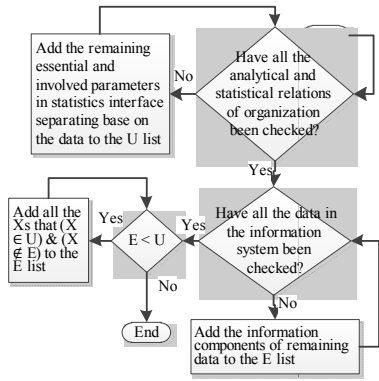 Add the remaining
essential and
involved parameters
in statistics interface
separating base on
the data to the U list
No
Have all the
analytical and
statistical relations
of organization
been checked?
Yes
Add all the
Xs that (X
∈ U) & (X
∉ E) to the
E list
Yes
E < U
Yes
Have all the data in
the information
system been
checked?
No
End
No
Add the information
components of remaining
data to the E list